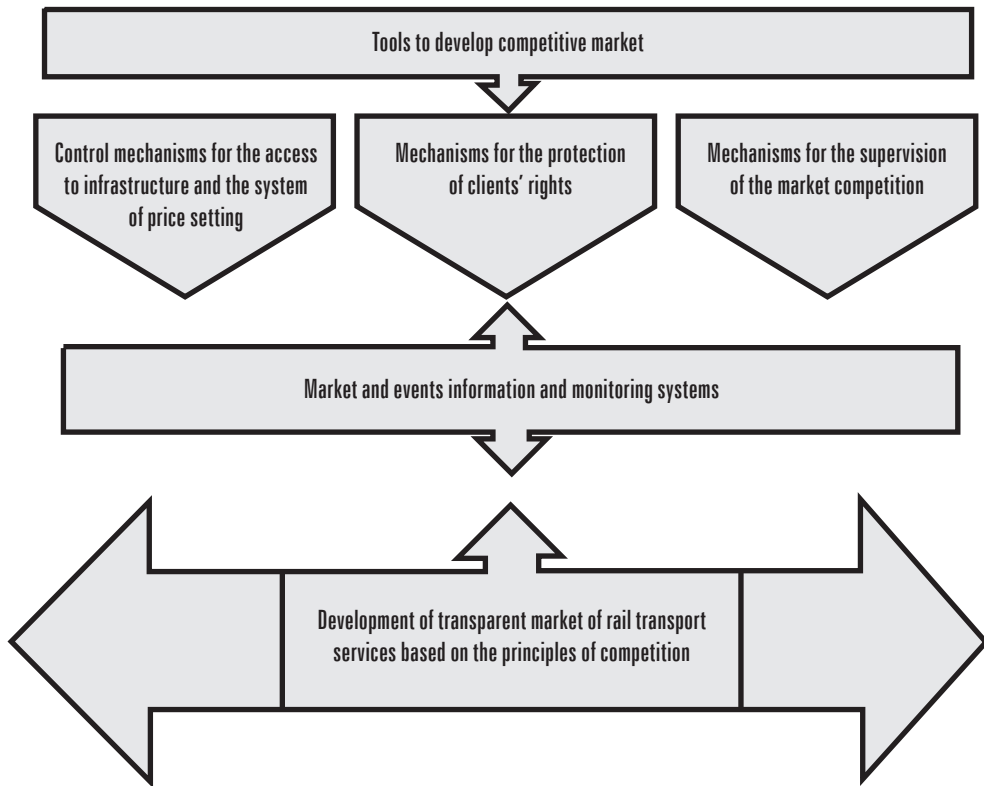 Tools to develop competitive market
Control mechanisms for the access
to infrastructure and the system
of price setting
Mechanisms for the protection
of clients’ rights
Mechanisms for the supervision
of the market competition
Market and events information and monitoring systems
Development of transparent market of rail transport
services based on the principles of competition